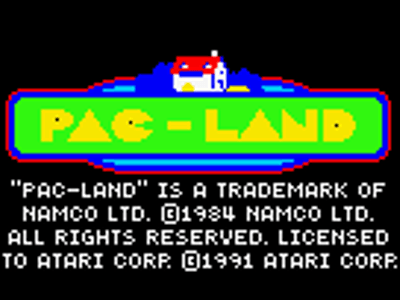 PAC-LAND
"PAC-LAND" IS A TRADEMARK OF
NAMCO LTD. ©1984 NAMCO LTD.
ALL RIGHTS RESERVED. LICENSED
TO ATARI CORP. ©1991 ATARI CORP.